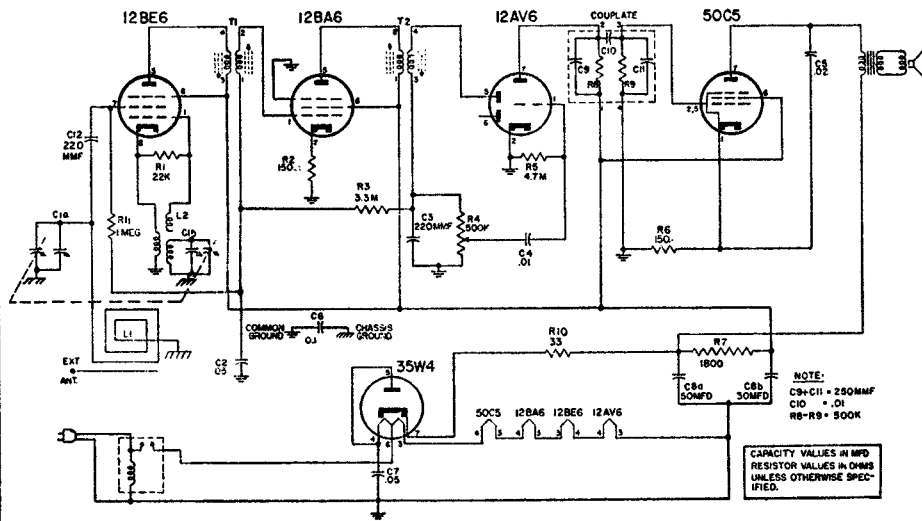 12BE6
T1
12BA6
T2
12AV6
COUPLATE
50C5
C12
220
MMF
R1
22K
R2
150
C9
C10
C11
R8
R9
C5
.02
R5
4.7M
R3
3.3M
C3
220MMF
R4
500K
C4
.01
R6
150
C1a
R11
1 MEG
L2
C1b
L1
EXT
ANT.
C2
COMMON
GROUND
C6
0.1
CHASSIS
GROUND
R10
33
R7
1800
C8a
50MFD
C8b
30MFD
35W4
C7
.05
50C5
12BA6
12BE6
12AV6
NOTE:
C9+C11 = 250MMF
C10 = .01
R8-R9 = 500K
CAPACITY VALUES IN MFD
RESISTOR VALUES IN OHMS
UNLESS OTHERWISE SPEC-
IFIED.